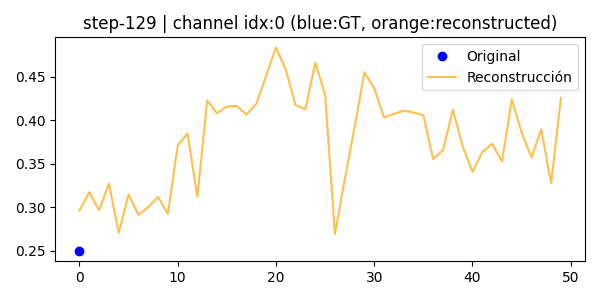 step-129 | channel idx:0 (blue:GT, orange:reconstructed)
Original
Reconstrucción
0.45
0.40
0.35
0.30
0.25
0 10 20 30 40 50